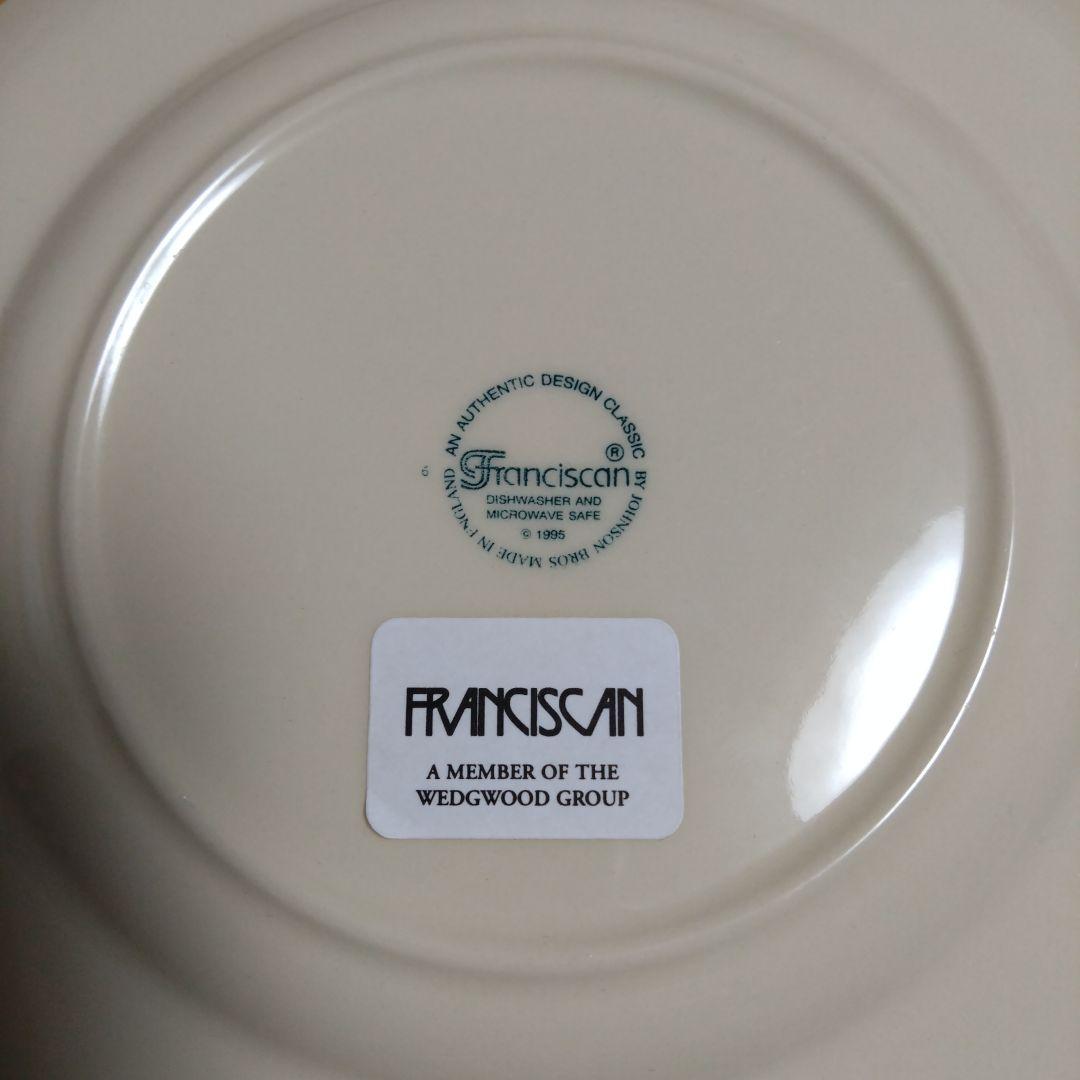 AN AUTHENTIC DESIGN CLASSIC BY JOHNSON BROS MADE IN ENGLAND
6
Franciscan®
DISHWASHER AND
MICROWAVE SAFE
© 1995
FRANCISCAN
A MEMBER OF THE
WEDGWOOD GROUP